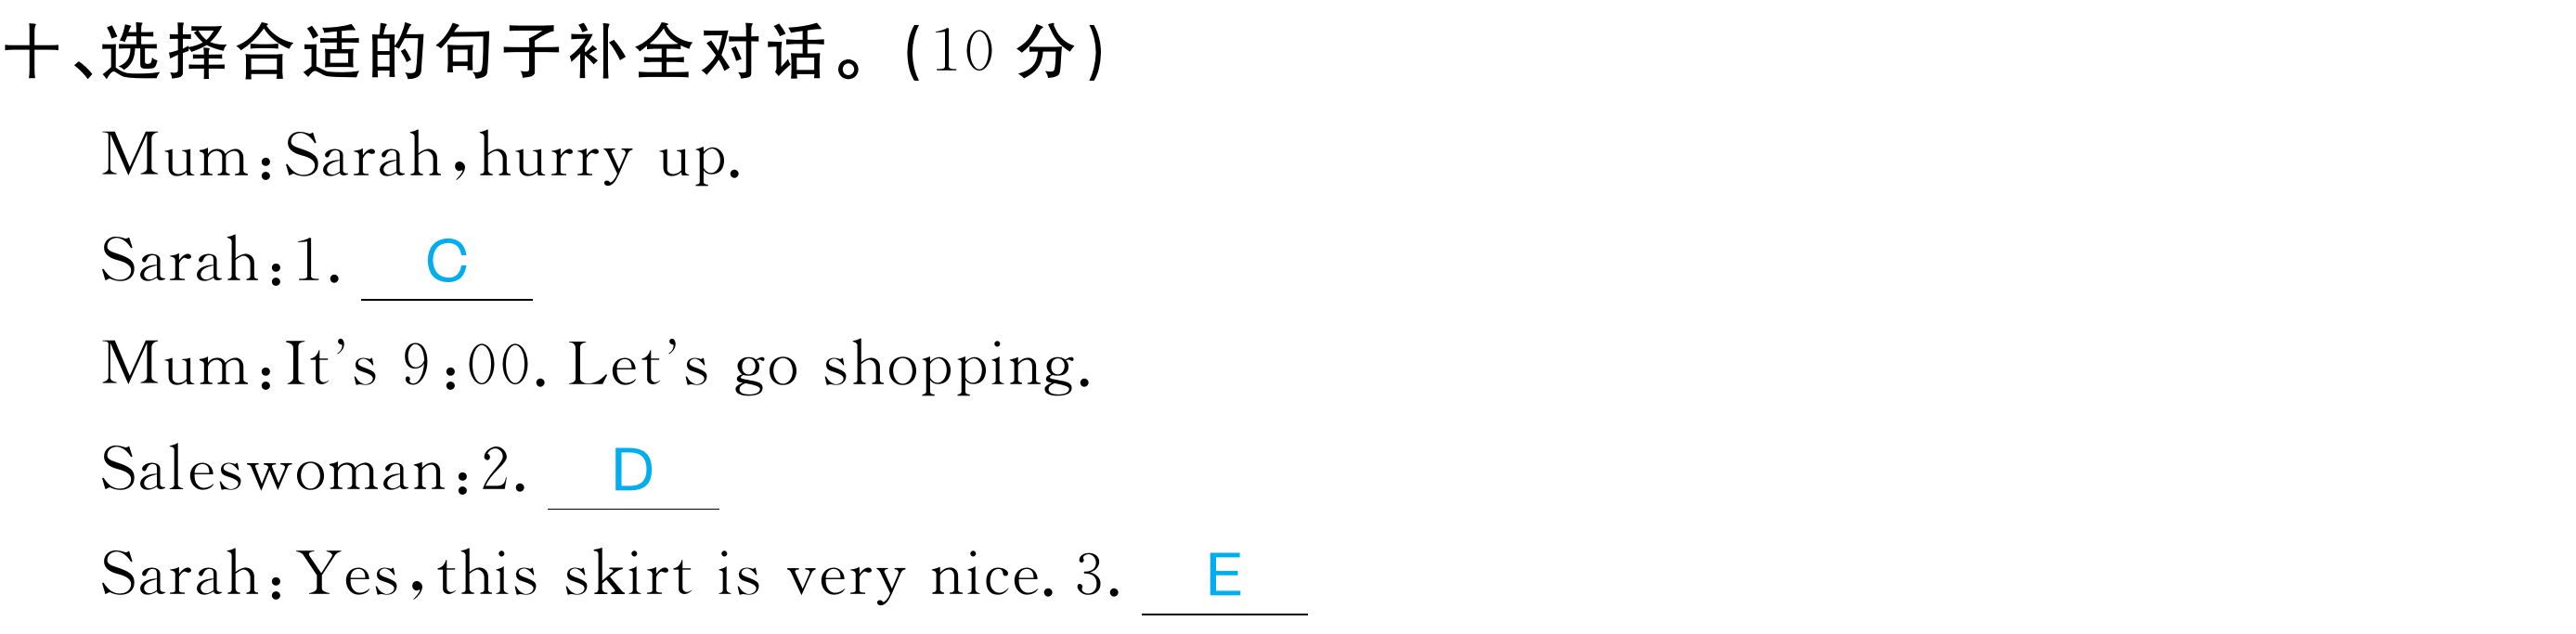 十、选择合适的句子补全对话。(10 分)
Mum:Sarah,hurry up.
Sarah:1. C
Mum:It's 9:00. Let's go shopping.
Saleswoman:2. D
Sarah:Yes,this skirt is very nice. 3. E